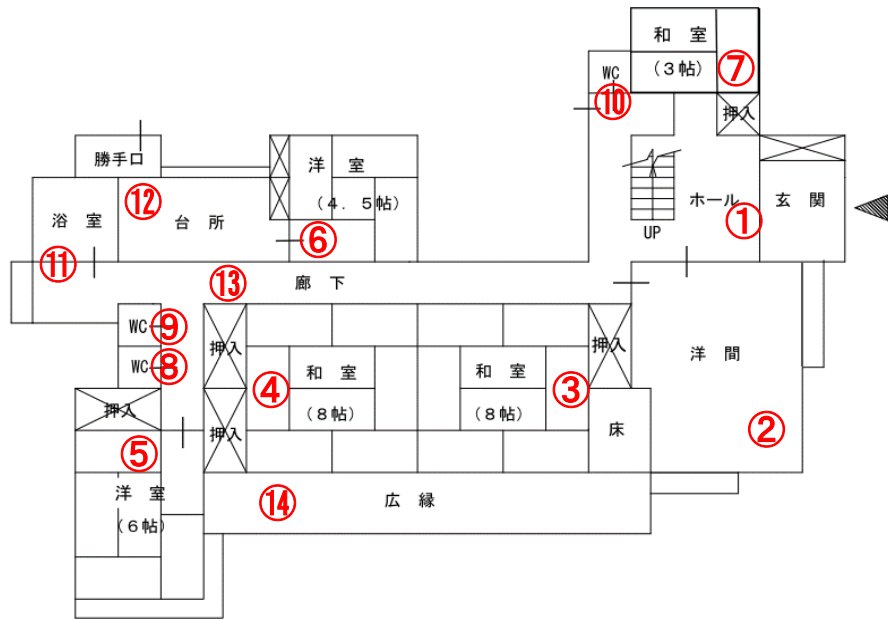 和 室
(3帖)
⑦
WC
⑩
押入
勝手口
洋 室
(4.5帖)
⑫
台 所
浴 室
⑥
ホール
①
玄 関
UP
⑪
⑬
廊 下
WC
⑨
WC
⑧
押入
④
和 室
(8帖)
和 室
(8帖)
③
押入
洋 間
②
押入
押入
床
⑤
洋 室
(6帖)
⑭
広 縁